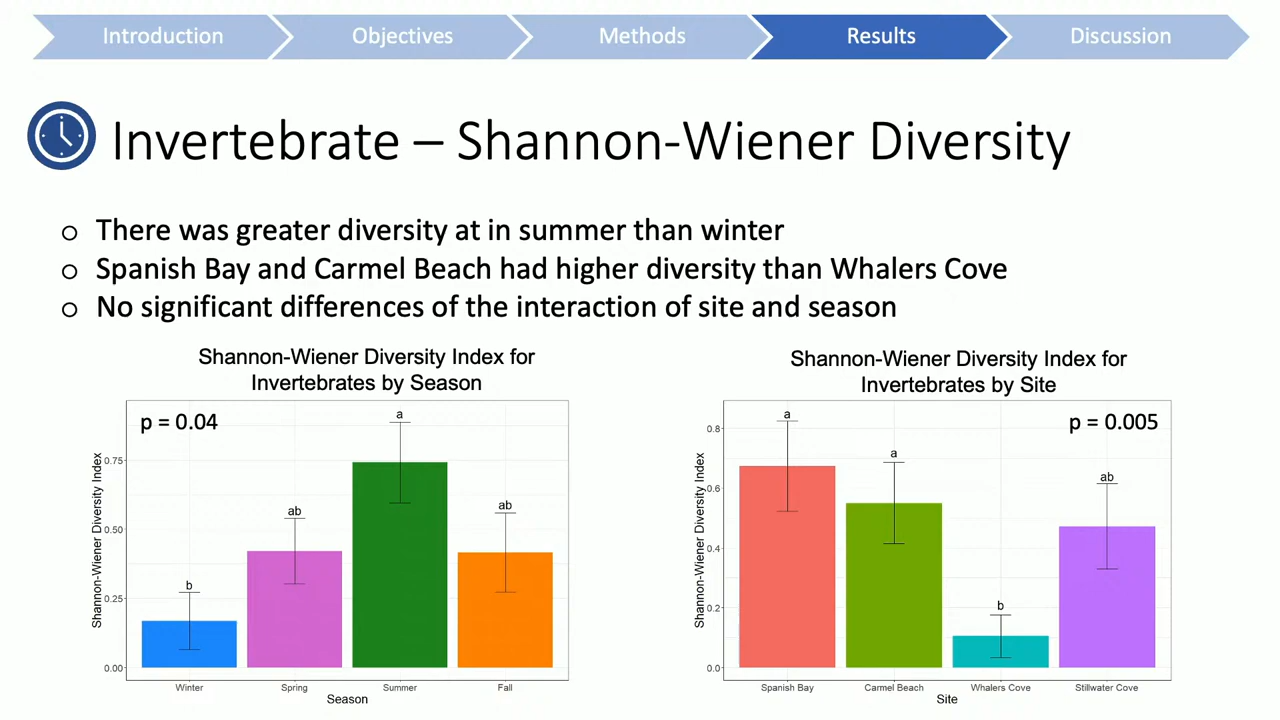 Introduction
Objectives
Methods
Results
Discussion
Invertebrate – Shannon-Wiener Diversity
o There was greater diversity at in summer than winter
o Spanish Bay and Carmel Beach had higher diversity than Whalers Cove
o No significant differences of the interaction of site and season
Shannon-Wiener Diversity Index for
Invertebrates by Season
p = 0.04
Shannon-Wiener Diversity Index
0.75
0.50
0.25
0.00
b
ab
a
ab
Winter
Spring
Summer
Fall
Season
Shannon-Wiener Diversity Index for
Invertebrates by Site
p = 0.005
Shannon-Wiener Diversity Index
0.8
0.6
0.4
0.2
0.0
a
a
b
ab
Spanish Bay
Carmel Beach
Whalers Cove
Stillwater Cove
Site